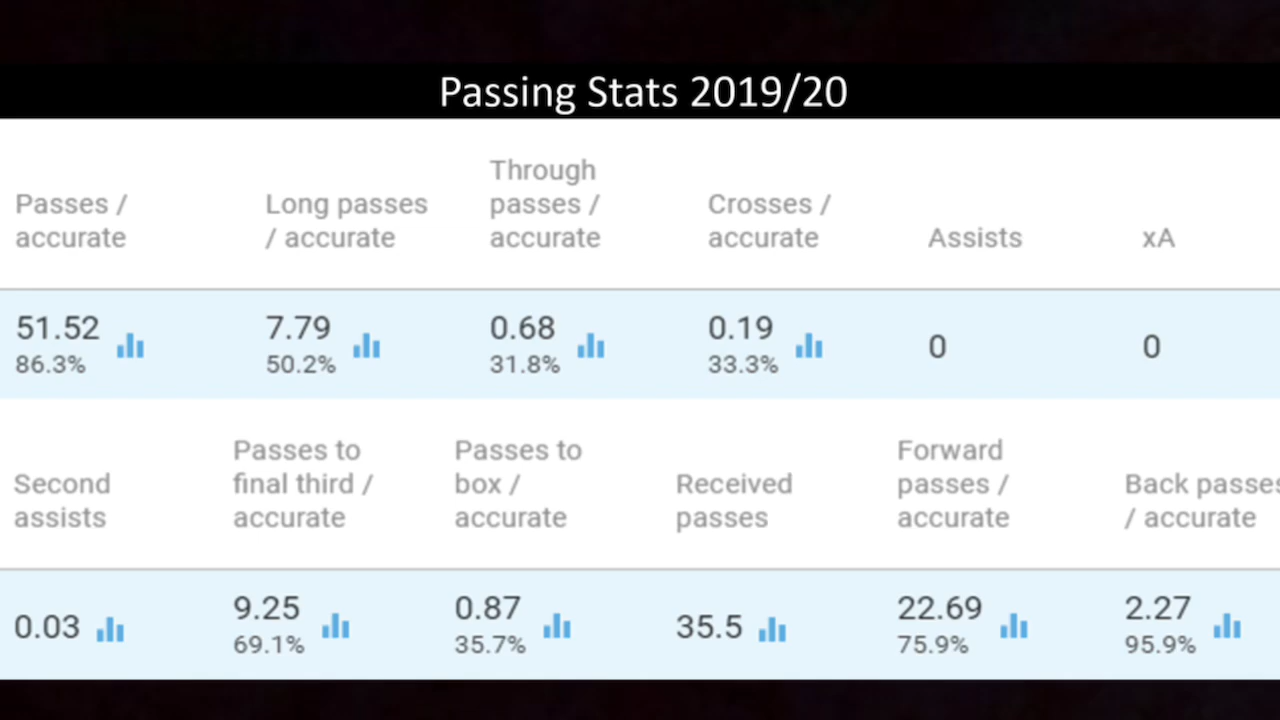 Passing Stats 2019/20
Passes /
accurate
Long passes
/ accurate
Through
passes /
accurate
Crosses /
accurate
Assists
xA
51.52
86.3%
7.79
50.2%
0.68
31.8%
0.19
33.3%
0
0
Second
assists
Passes to
final third /
accurate
Passes to
box /
accurate
Received
passes
Forward
passes /
accurate
Back passes
/ accurate
0.03
9.25
69.1%
0.87
35.7%
35.5
22.69
75.9%
2.27
95.9%